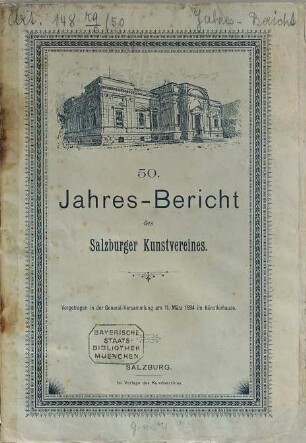 Art. 148 kg/50
Jahres-Bericht
50.
Jahres-Bericht
des
Salzburger Kunstvereines.
Vorgetragen in der General-Versammlung am 11. März 1894 im Künstlerhause.
BAYERISCHE
STAATS-
BIBLIOTHEK
MUENCHEN
SALZBURG.
Im Verlage des Kunstvereines.